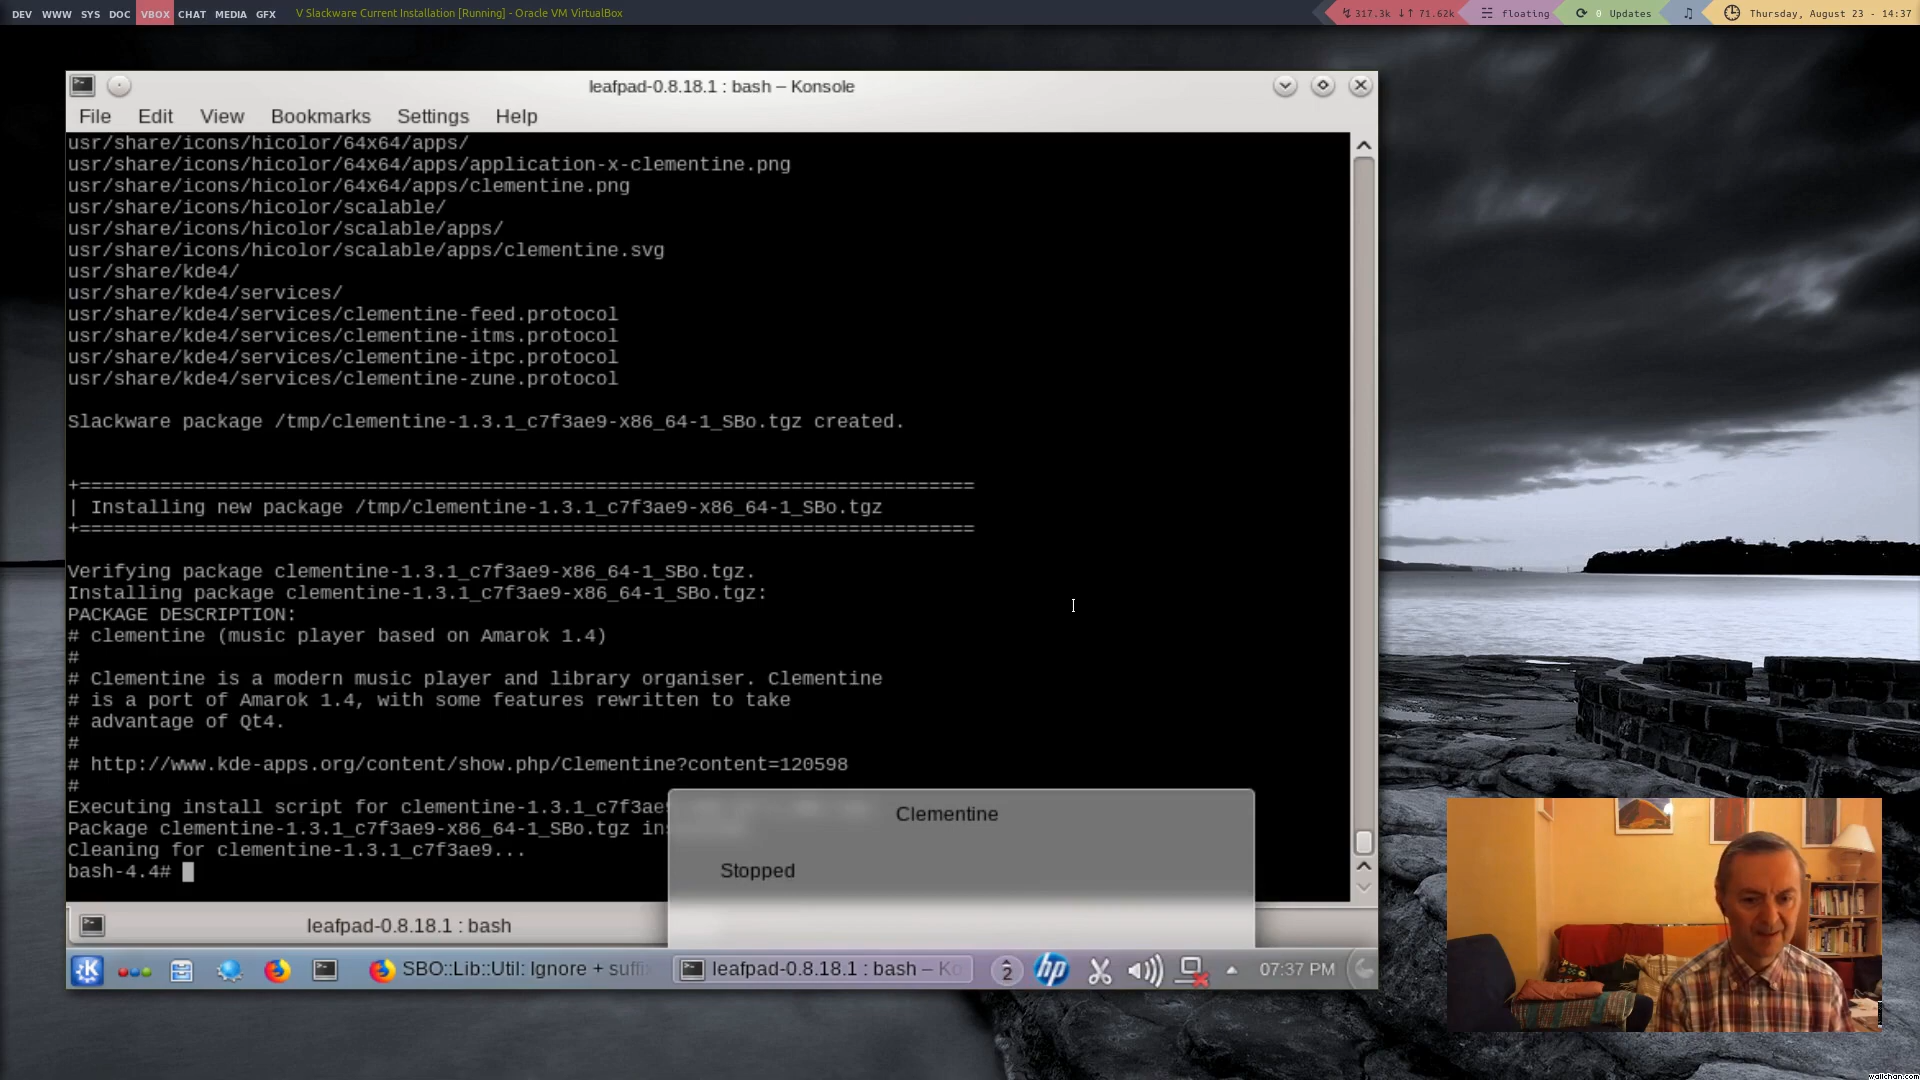 DEV WWW SYS DOC VBOX CHAT MEDIA GFX V Slackware Current Installation [Running] - Oracle VM VirtualBox
317.3k ↓↑ 71.62k floating 0 Updates Thursday, August 23 - 14:37
leafpad-0.8.18.1 : bash – Konsole
File Edit View Bookmarks Settings Help
usr/share/icons/hicolor/64x64/apps/
usr/share/icons/hicolor/64x64/apps/application-x-clementine.png
usr/share/icons/hicolor/64x64/apps/clementine.png
usr/share/icons/hicolor/scalable/
usr/share/icons/hicolor/scalable/apps/
usr/share/icons/hicolor/scalable/apps/clementine.svg
usr/share/kde4/
usr/share/kde4/services/
usr/share/kde4/services/clementine-feed.protocol
usr/share/kde4/services/clementine-itms.protocol
usr/share/kde4/services/clementine-itpc.protocol
usr/share/kde4/services/clementine-zune.protocol
Slackware package /tmp/clementine-1.3.1_c7f3ae9-x86_64-1_SBo.tgz created.
+==============================================================================
| Installing new package /tmp/clementine-1.3.1_c7f3ae9-x86_64-1_SBo.tgz
+==============================================================================
Verifying package clementine-1.3.1_c7f3ae9-x86_64-1_SBo.tgz.
Installing package clementine-1.3.1_c7f3ae9-x86_64-1_SBo.tgz:
PACKAGE DESCRIPTION:
# clementine (music player based on Amarok 1.4)
#
# Clementine is a modern music player and library organiser. Clementine
# is a port of Amarok 1.4, with some features rewritten to take
# advantage of Qt4.
#
# http://www.kde-apps.org/content/show.php/Clementine?content=120598
#
Executing install script for clementine-1.3.1_c7f3ae
Package clementine-1.3.1_c7f3ae9-x86_64-1_SBo.tgz in
Cleaning for clementine-1.3.1_c7f3ae9...
bash-4.4#
Clementine
Stopped
leafpad-0.8.18.1 : bash
SBO::Lib::Util: Ignore + suffix leafpad-0.8.18.1 : bash – Ko 2 hp 07:37 PM
wallchan.com